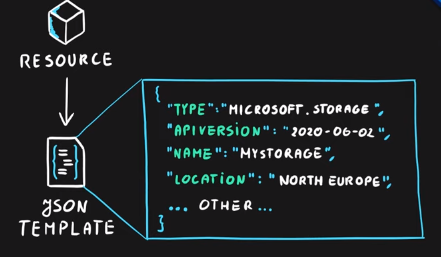 RESOURCE
JSON
TEMPLATE
{
"TYPE":"MICROSOFT.STORAGE",
"APIVERSION": "2020-06-02",
"NAME": "MYSTORAGE",
"LOCATION": "NORTH EUROPE",
... OTHER ...
}